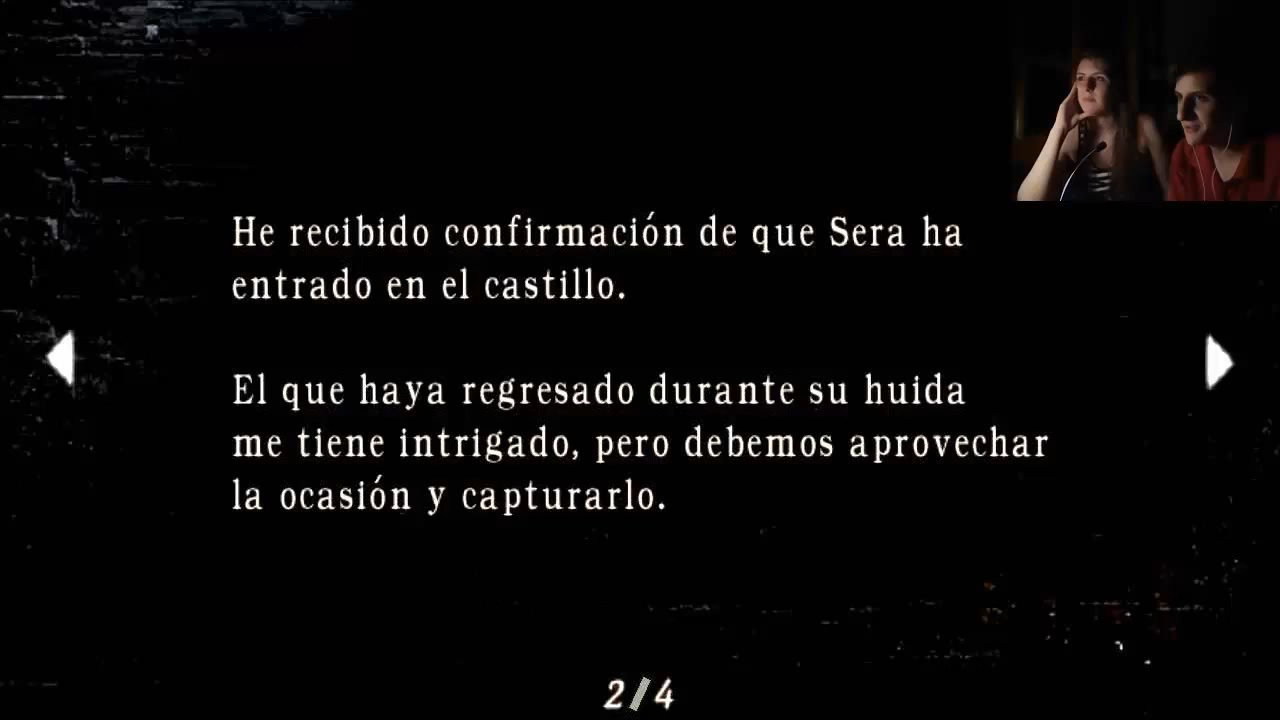 He recibido confirmación de que Sera ha
entrado en el castillo.
El que haya regresado durante su huida
me tiene intrigado, pero debemos aprovechar
la ocasión y capturarlo.
2/4